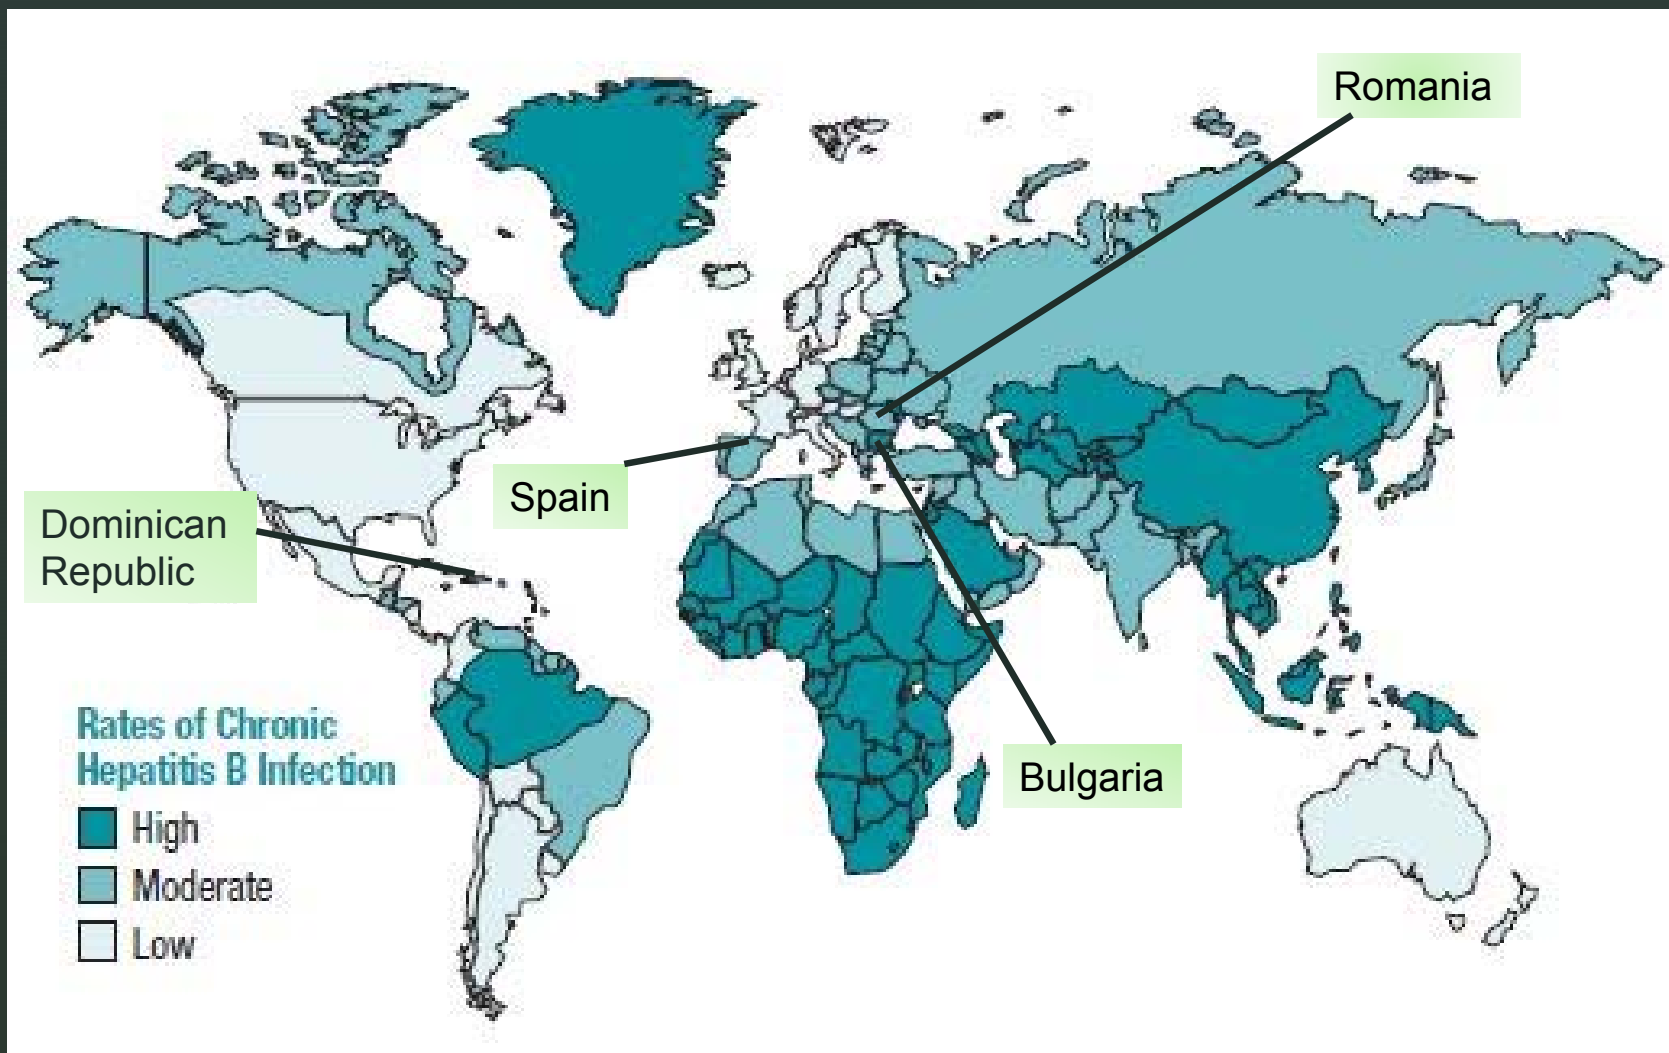 Romania
Spain
Dominican
Republic
Bulgaria
Rates of Chronic
Hepatitis B Infection
High
Moderate
Low